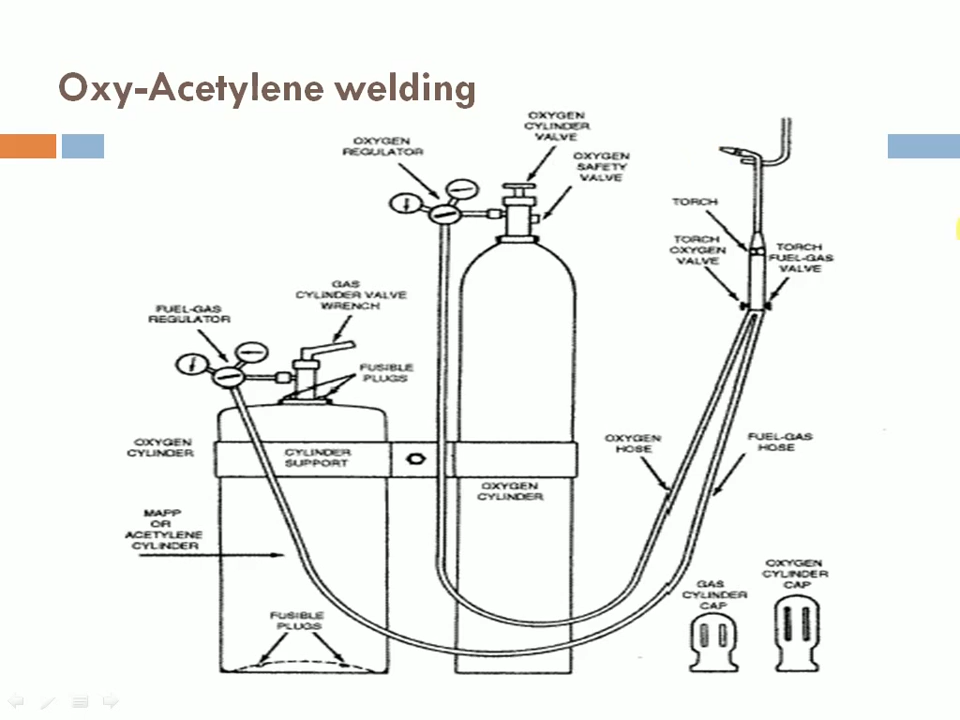 Oxy-Acetylene welding
OXYGEN
CYLINDER
VALVE
OXYGEN
REGULATOR
OXYGEN
SAFETY
VALVE
TORCH
TORCH
OXYGEN
VALVE
TORCH
FUEL-GAS
VALVE
GAS
CYLINDER VALVE
WRENCH
FUEL-GAS
REGULATOR
FUSIBLE
PLUGS
OXYGEN
CYLINDER
CYLINDER
SUPPORT
OXYGEN
HOSE
FUEL-GAS
HOSE
OXYGEN
CYLINDER
MAPP
OR
ACETYLENE
CYLINDER
GAS
CYLINDER
CAP
OXYGEN
CYLINDER
CAP
FUSIBLE
PLUGS